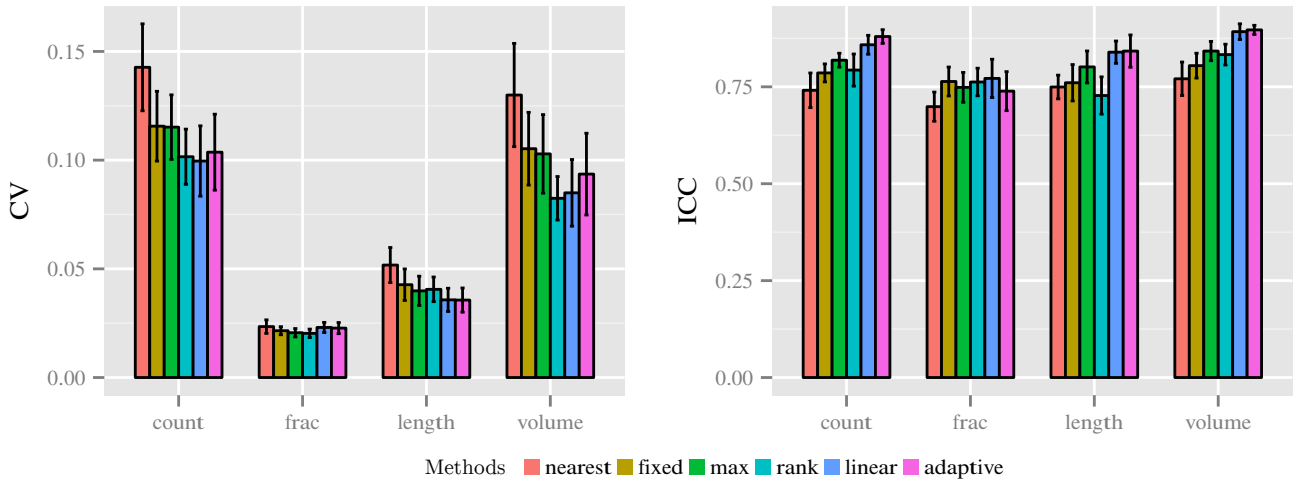 CV
0.15
0.10
0.05
0.00
count frac length volume
ICC
0.75
0.50
0.25
0.00
count frac length volume
Methods nearest fixed max rank linear adaptive